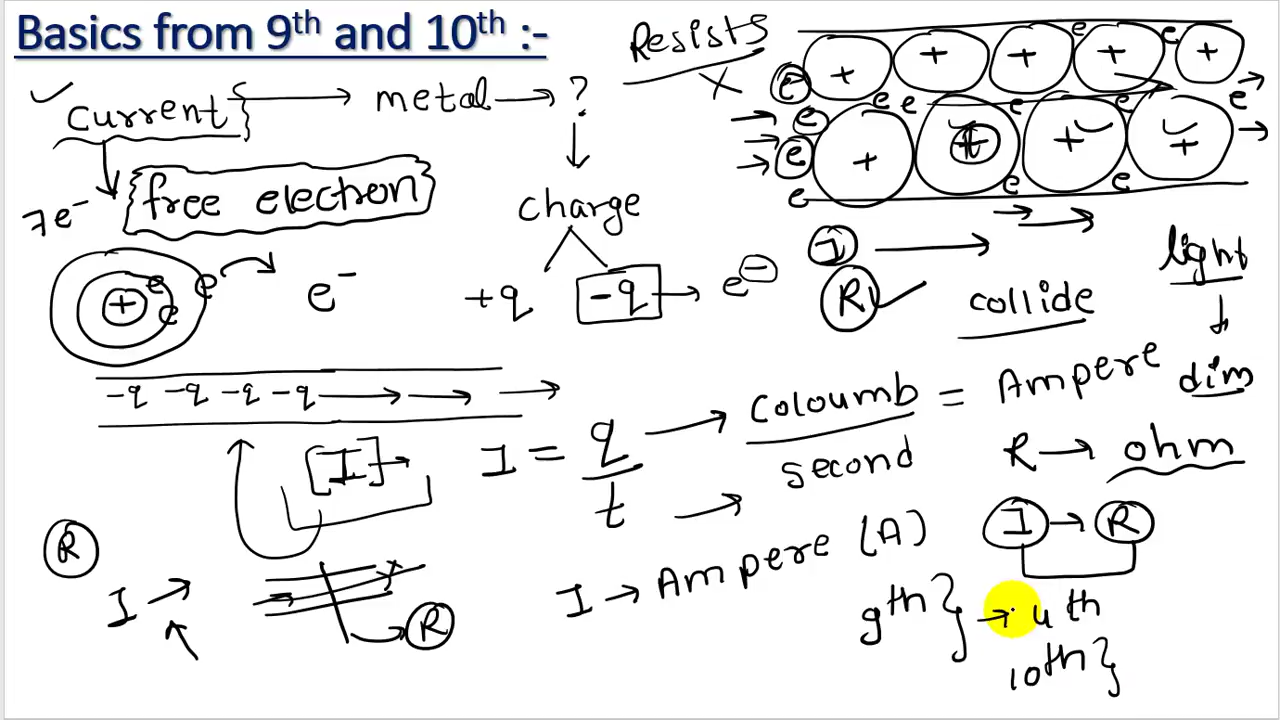 Basics from 9th and 10th :-
Resists
Current → metal → ?
free electron
7e⁻
charge
e⁻
+q -q → e⁻
I
R
collide
light
dim
-q -q -q -q
[I]
I = q/t → Coloumb/second = Ampere
R → ohm
I → R
R
I →
R
I → Ampere (A)
9th } →
10th }
+ + + + +
+ + + + +
e e e e e e e e e e e e e
+ e e e